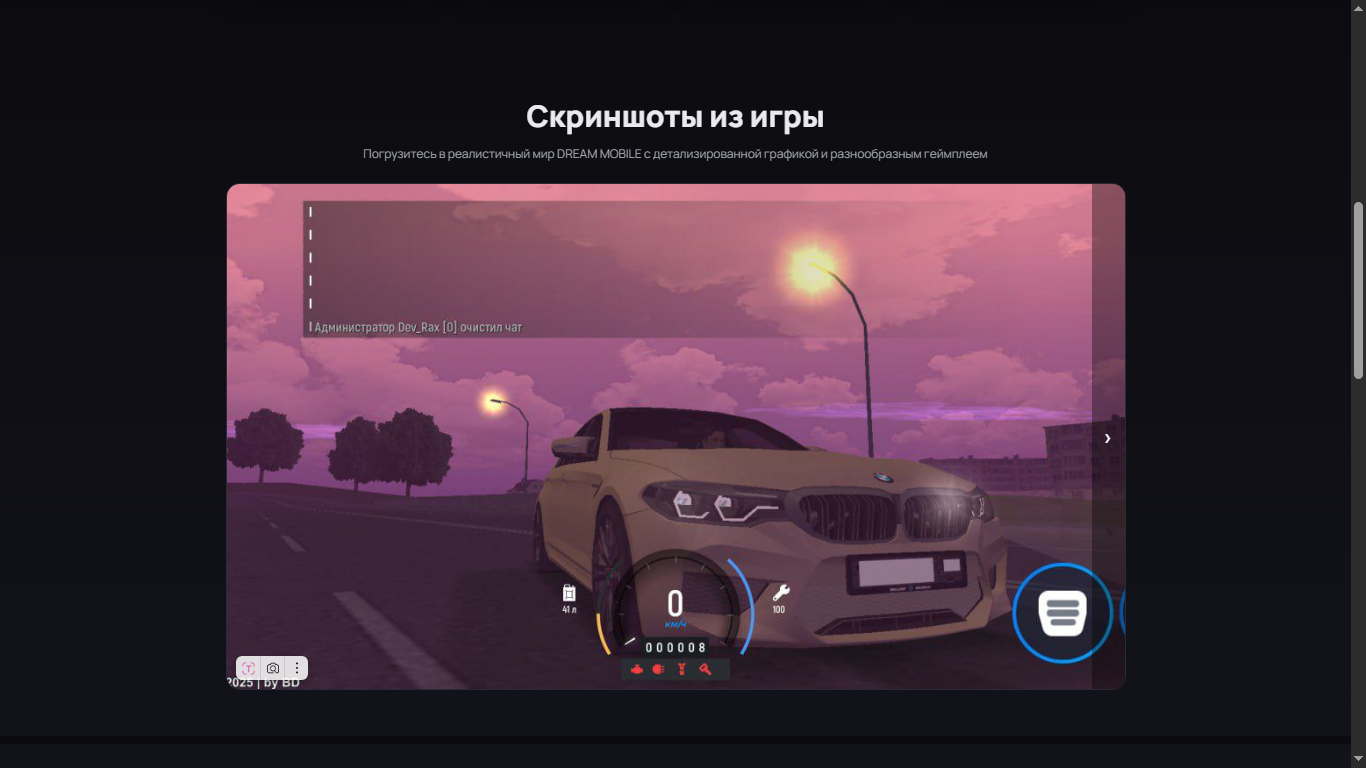 Скриншоты из игры
Погрузитесь в реалистичный мир DREAM MOBILE с детализированной графикой и разнообразным геймплеем
Администратор Dev_Rax [0] очистил чат
41 л
0
КМ/Ч
100
000008
2025 | by BD